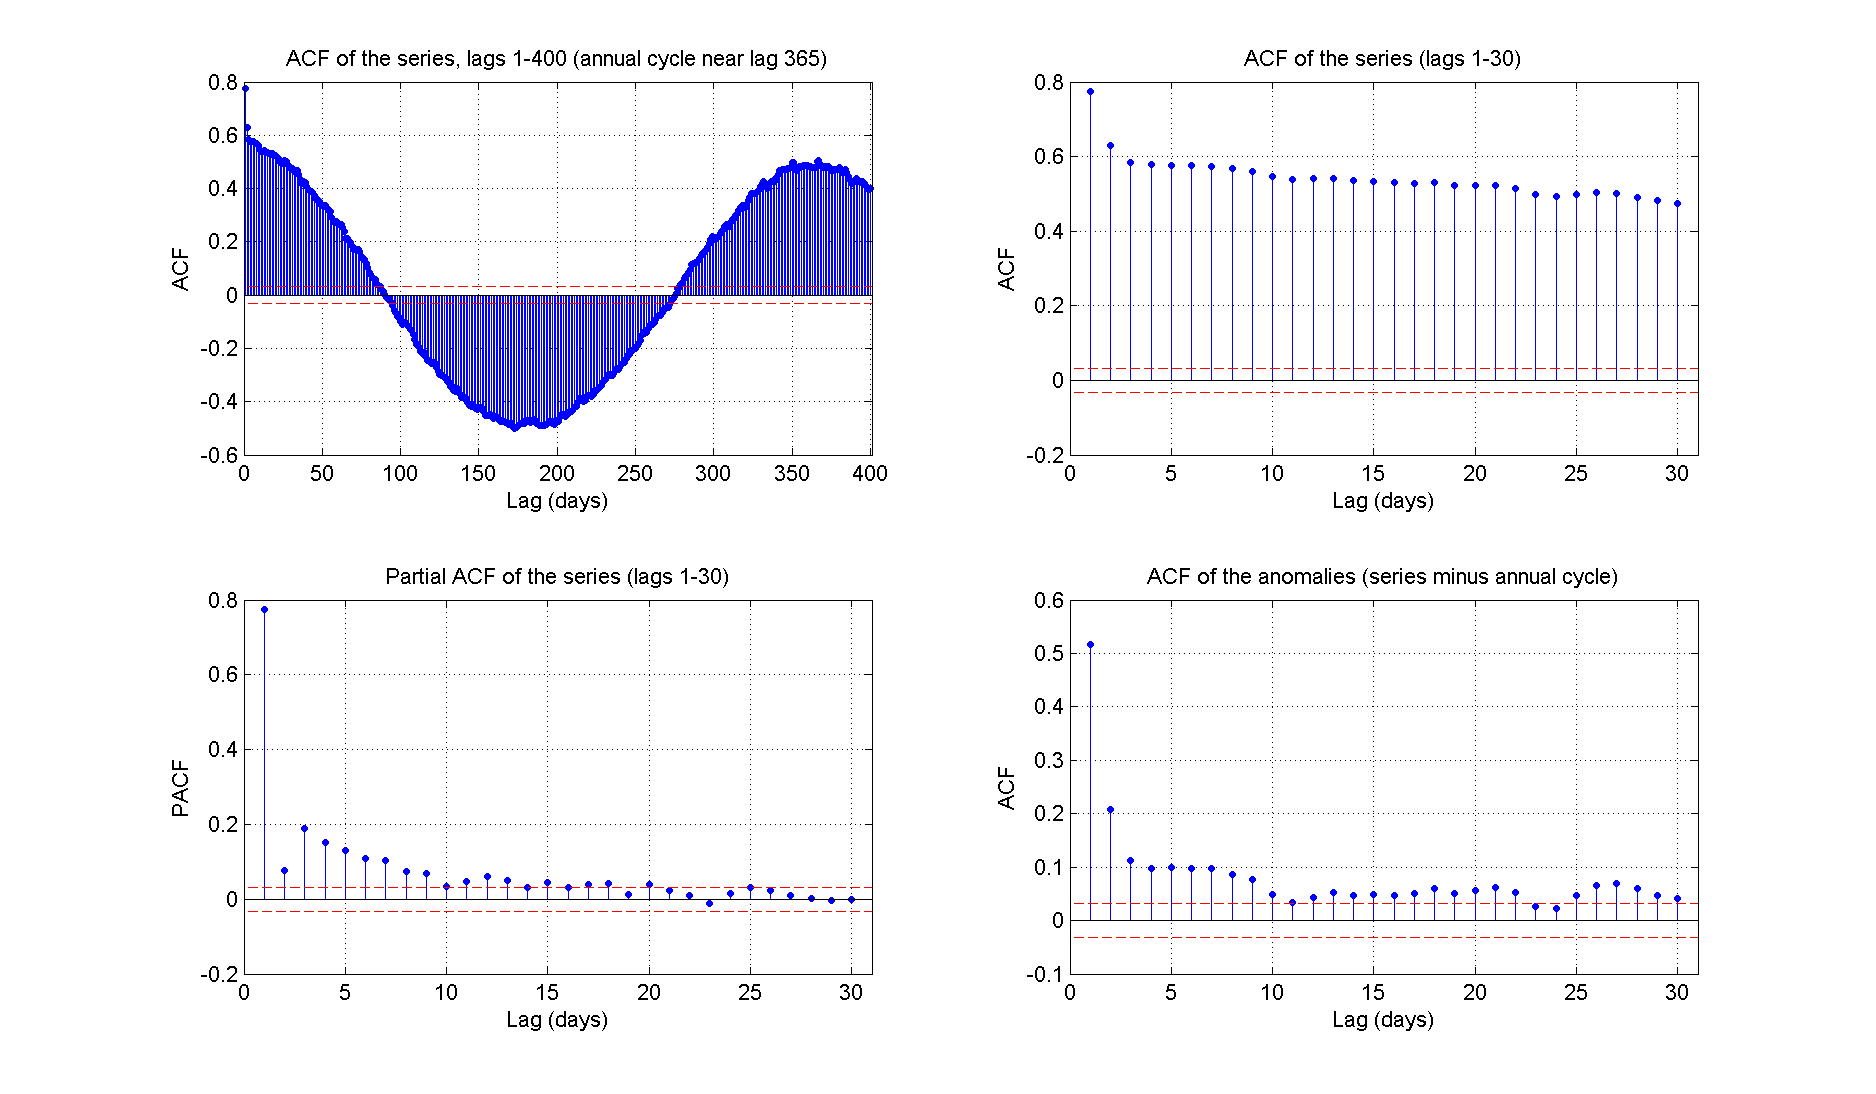 ACF of the series, lags 1-400 (annual cycle near lag 365)
0.8
0.6
0.4
0.2
0
-0.2
-0.4
-0.6
ACF
0 50 100 150 200 250 300 350 400
Lag (days)
ACF of the series (lags 1-30)
0.8
0.6
0.4
0.2
0
-0.2
ACF
0 5 10 15 20 25 30
Lag (days)
Partial ACF of the series (lags 1-30)
0.8
0.6
0.4
0.2
0
-0.2
PACF
0 5 10 15 20 25 30
Lag (days)
ACF of the anomalies (series minus annual cycle)
0.6
0.5
0.4
0.3
0.2
0.1
0
-0.1
ACF
0 5 10 15 20 25 30
Lag (days)